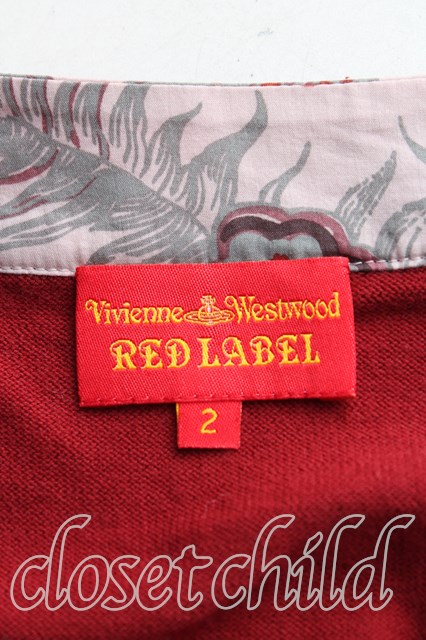 Vivienne Westwood
RED LABEL
2
closet child